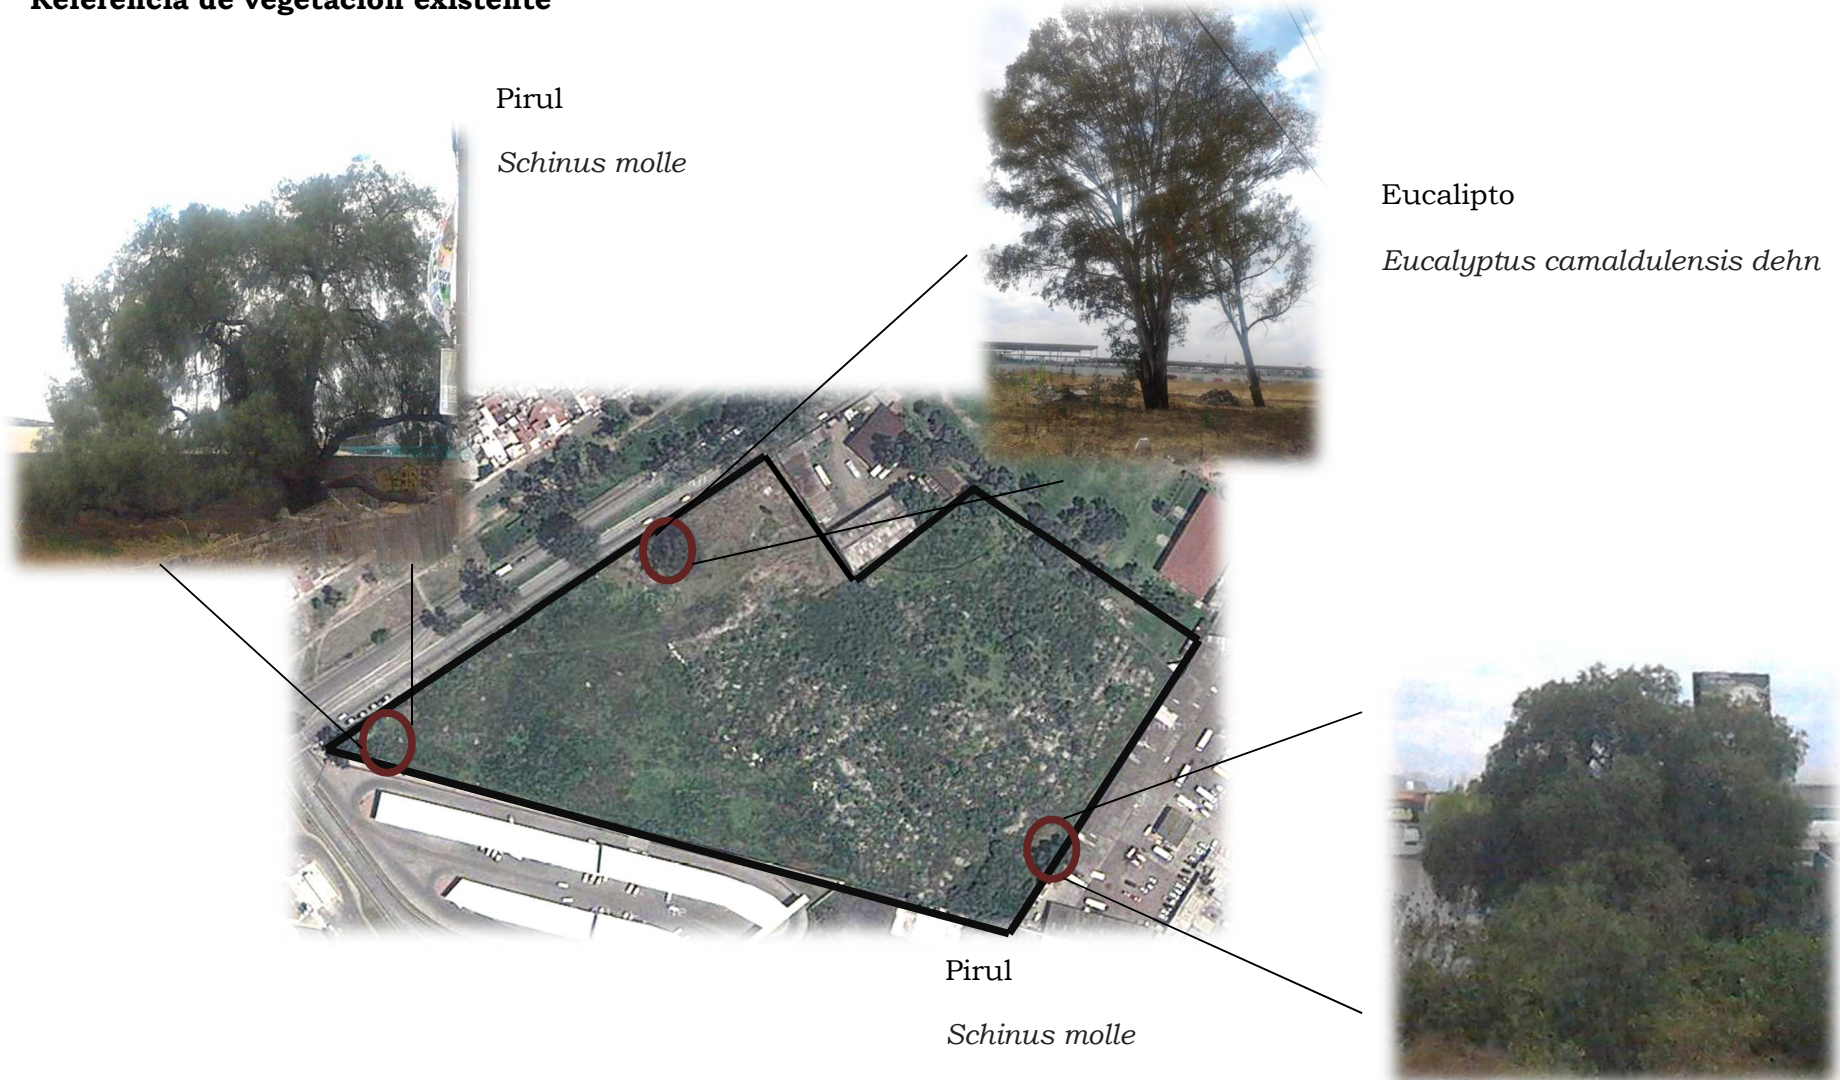 Referencia de vegetación existente
Pirul
Schinus molle
Eucalipto
Eucalyptus camaldulensis dehn
Pirul
Schinus molle